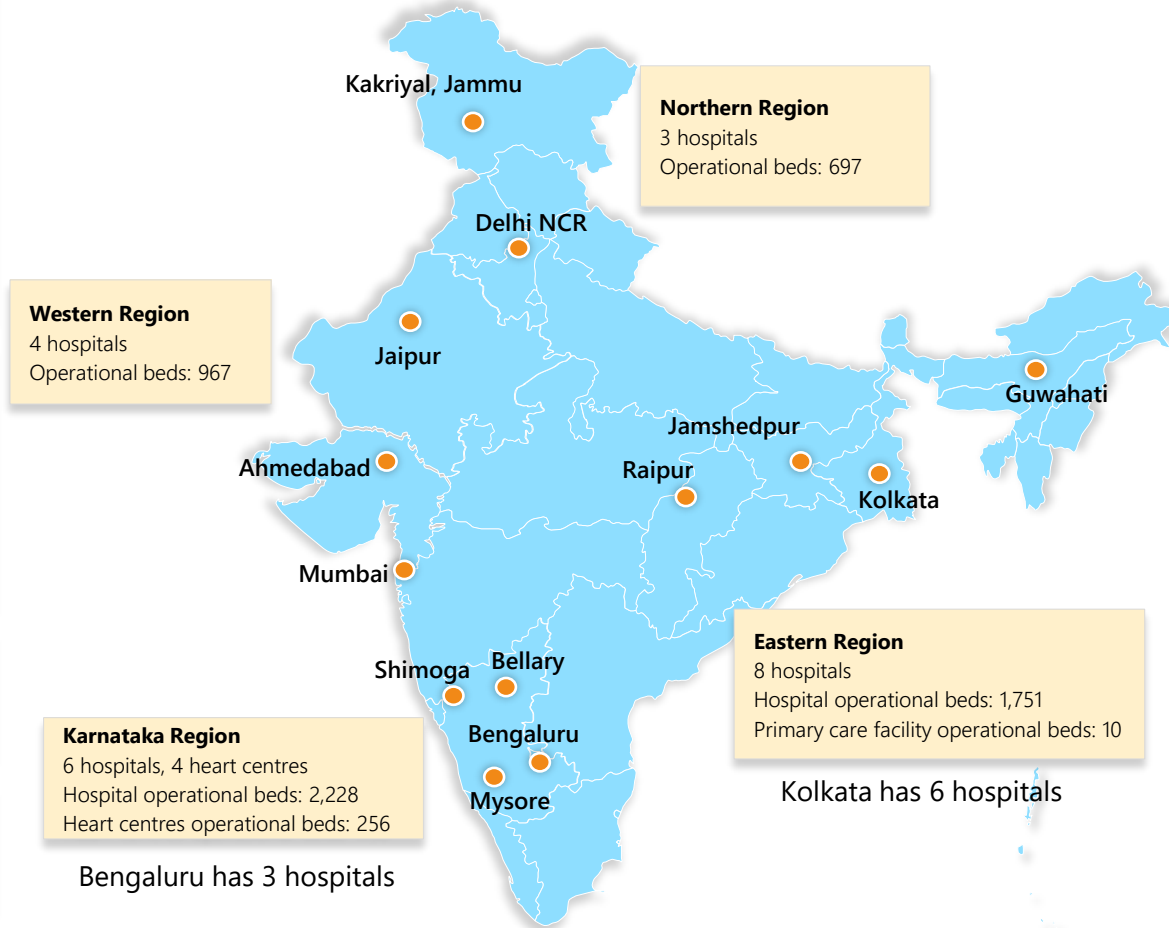 Kakriyal, Jammu
Northern Region
3 hospitals
Operational beds: 697
Delhi NCR
Western Region
4 hospitals
Operational beds: 967
Jaipur
Guwahati
Jamshedpur
Ahmedabad
Raipur
Kolkata
Mumbai
Eastern Region
8 hospitals
Hospital operational beds: 1,751
Primary care facility operational beds: 10
Shimoga
Bellary
Karnataka Region
6 hospitals, 4 heart centres
Hospital operational beds: 2,228
Heart centres operational beds: 256
Bengaluru
Mysore
Kolkata has 6 hospitals
Bengaluru has 3 hospitals